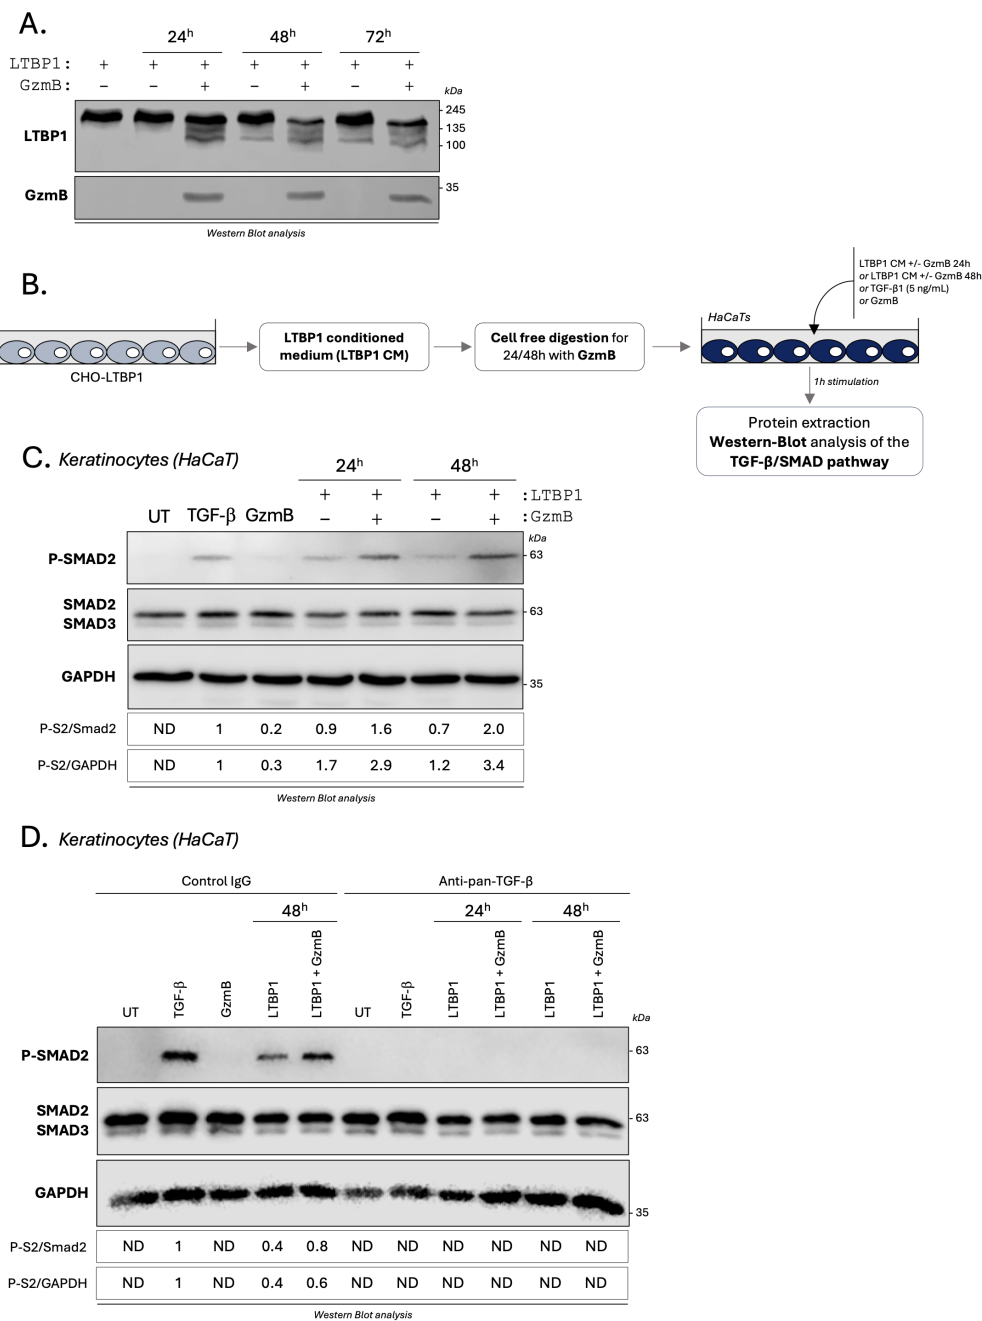 A.
24h 48h 72h
LTBP1: + + + + + + +
GzmB: − − + − + − +
kDa
LTBP1
245
135
100
GzmB
35
Western Blot analysis
B.
CHO-LTBP1
LTBP1 conditioned
medium (LTBP1 CM)
Cell free digestion for
24/48h with GzmB
LTBP1 CM +/- GzmB 24h
or LTBP1 CM +/- GzmB 48h
or TGF-β1 (5 ng/mL)
or GzmB
HaCaTs
1h stimulation
Protein extraction
Western-Blot analysis of the
TGF-β/SMAD pathway
C. Keratinocytes (HaCaT)
24h 48h
+ + + + :LTBP1
UT TGF-β GzmB − + − + :GzmB
kDa
P-SMAD2 63
SMAD2
SMAD3
63
GAPDH
35
P-S2/Smad2 ND 1 0.2 0.9 1.6 0.7 2.0
P-S2/GAPDH ND 1 0.3 1.7 2.9 1.2 3.4
Western Blot analysis
D. Keratinocytes (HaCaT)
Control IgG Anti-pan-TGF-β
48h 24h 48h
UT TGF-β GzmB LTBP1 LTBP1 + GzmB UT TGF-β LTBP1 LTBP1 + GzmB LTBP1 LTBP1 + GzmB
kDa
P-SMAD2 63
SMAD2
SMAD3
63
GAPDH
35
P-S2/Smad2 ND 1 ND 0.4 0.8 ND ND ND ND ND ND
P-S2/GAPDH ND 1 ND 0.4 0.6 ND ND ND ND ND ND
Western Blot analysis